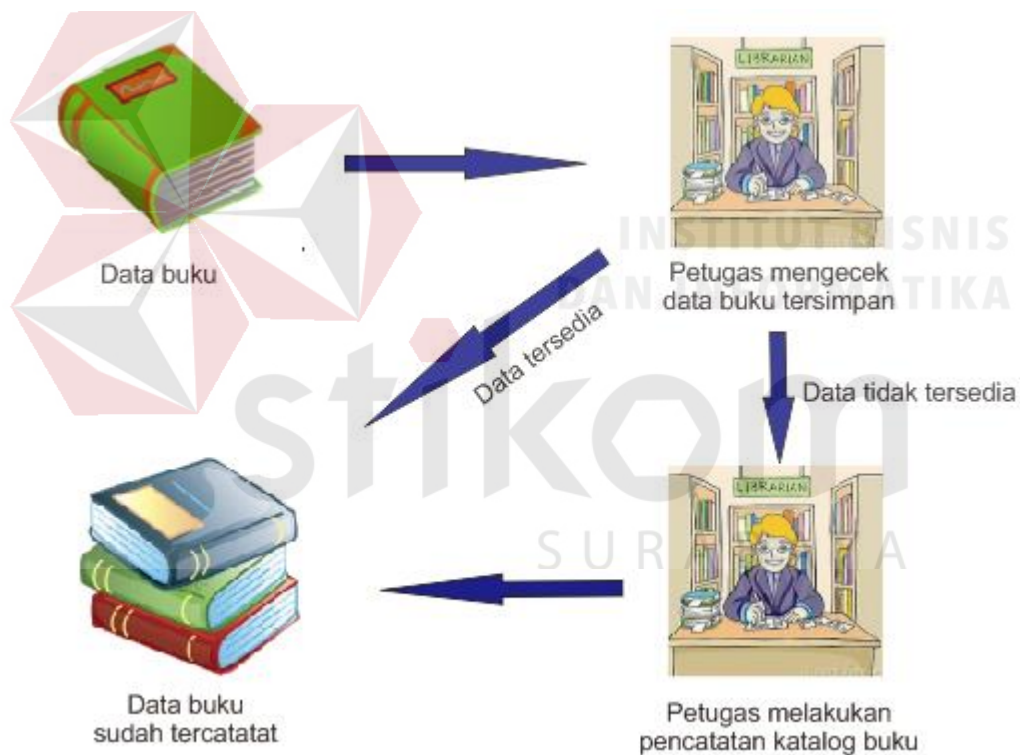 LIBRARIAN
INSTITUT BISNIS
DAN INFORMATIKA
Data buku
Petugas mengecek
data buku tersimpan
Data tersedia
Data tidak tersedia
stikom
LIBRARIAN
SURABAYA
Data buku
sudah tercatatat
Petugas melakukan
pencatatan katalog buku